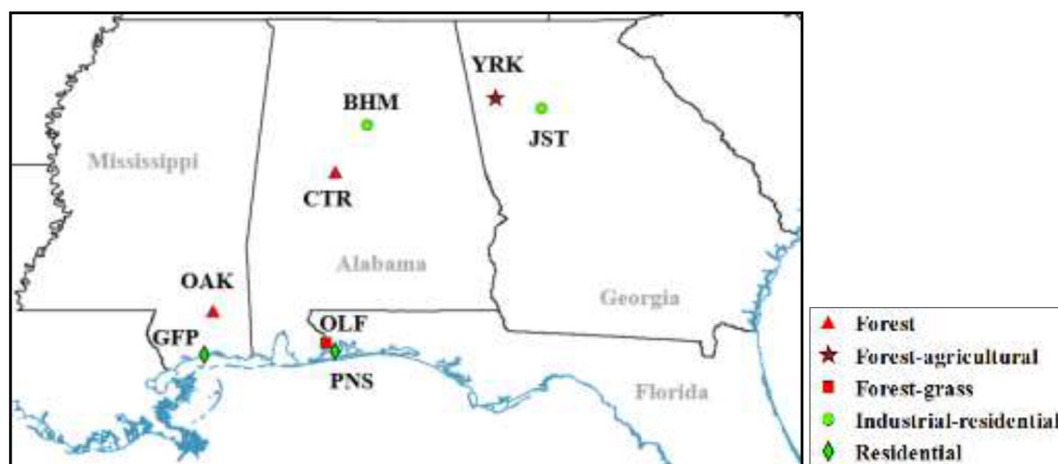 YRK
BHM
JST
Mississippi
CTR
Alabama
OAK
Georgia
GFP
OLF
PNS
Florida
Forest
Forest-agricultural
Forest-grass
Industrial-residential
Residential